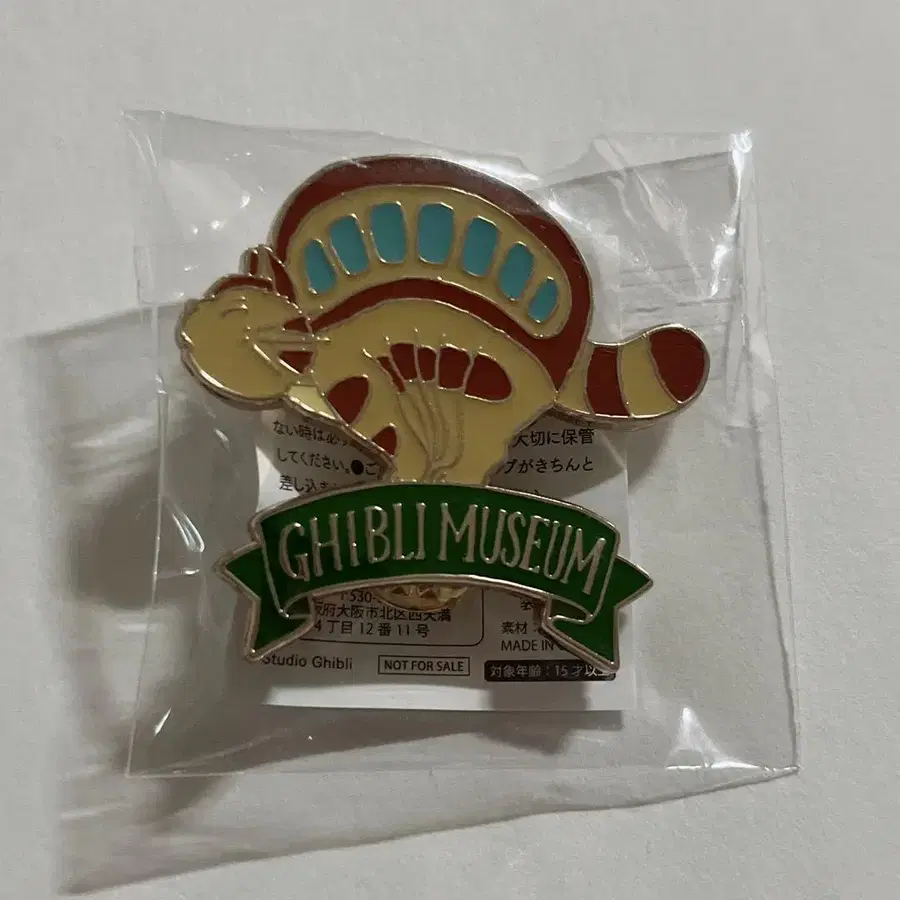 ない時は必
大切に保管
してください。●ご
プがきちんと
差し込ま
GHIBLI MUSEUM
〒530-
府大阪市北区西天満
4丁目12番11号
素材
MADE IN
Studio Ghibli
NOT FOR SALE
対象年齢:15才以上